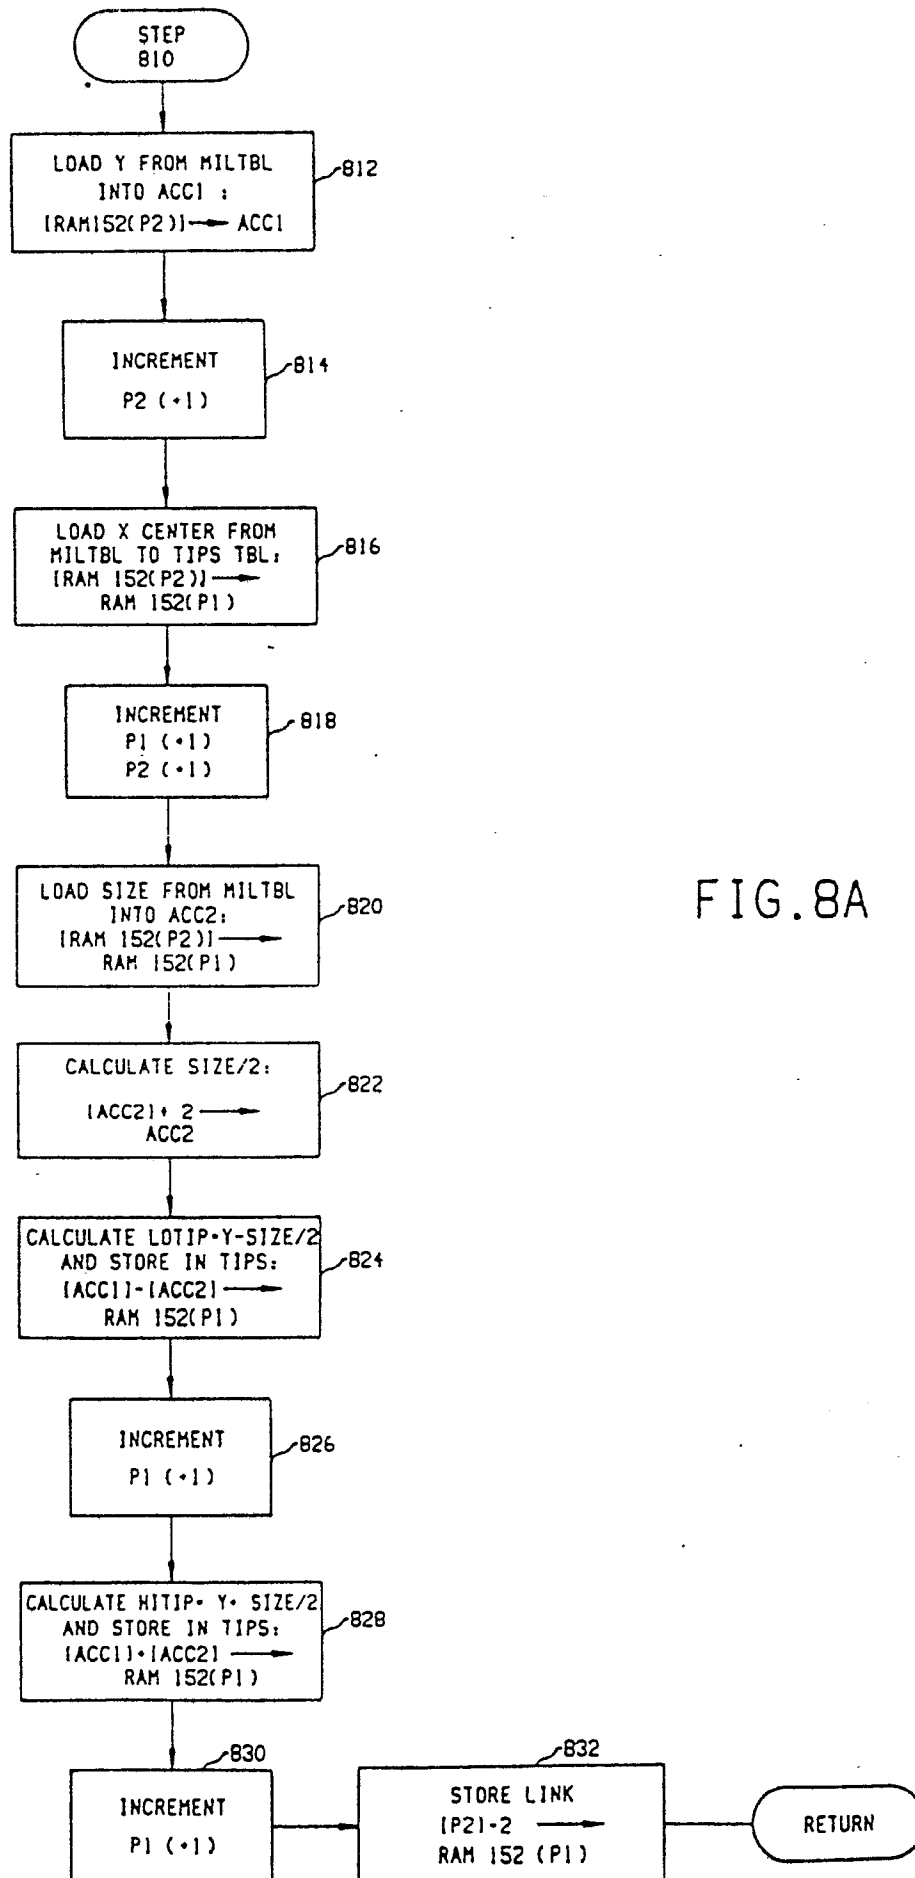 STEP
810
LOAD Y FROM MILTBL
INTO ACC1 :
[RAM152(P2)] → ACC1
812
INCREMENT
P2 (+1)
814
LOAD X CENTER FROM
MILTBL TO TIPS TBL:
[RAM 152(P2)] →
RAM 152(P1)
816
INCREMENT
P1 (+1)
P2 (+1)
818
LOAD SIZE FROM MILTBL
INTO ACC2:
[RAM 152(P2)] →
RAM 152(P1)
820
FIG.8A
CALCULATE SIZE/2:
[ACC2]+ 2 →
ACC2
822
CALCULATE LOTIP=Y-SIZE/2
AND STORE IN TIPS:
[ACC1]-[ACC2] →
RAM 152(P1)
824
INCREMENT
P1 (+1)
826
CALCULATE HITIP= Y+ SIZE/2
AND STORE IN TIPS:
[ACC1]+[ACC2] →
RAM 152(P1)
828
INCREMENT
P1 (+1)
830
STORE LINK
[P2]-2 →
RAM 152 (P1)
832
RETURN